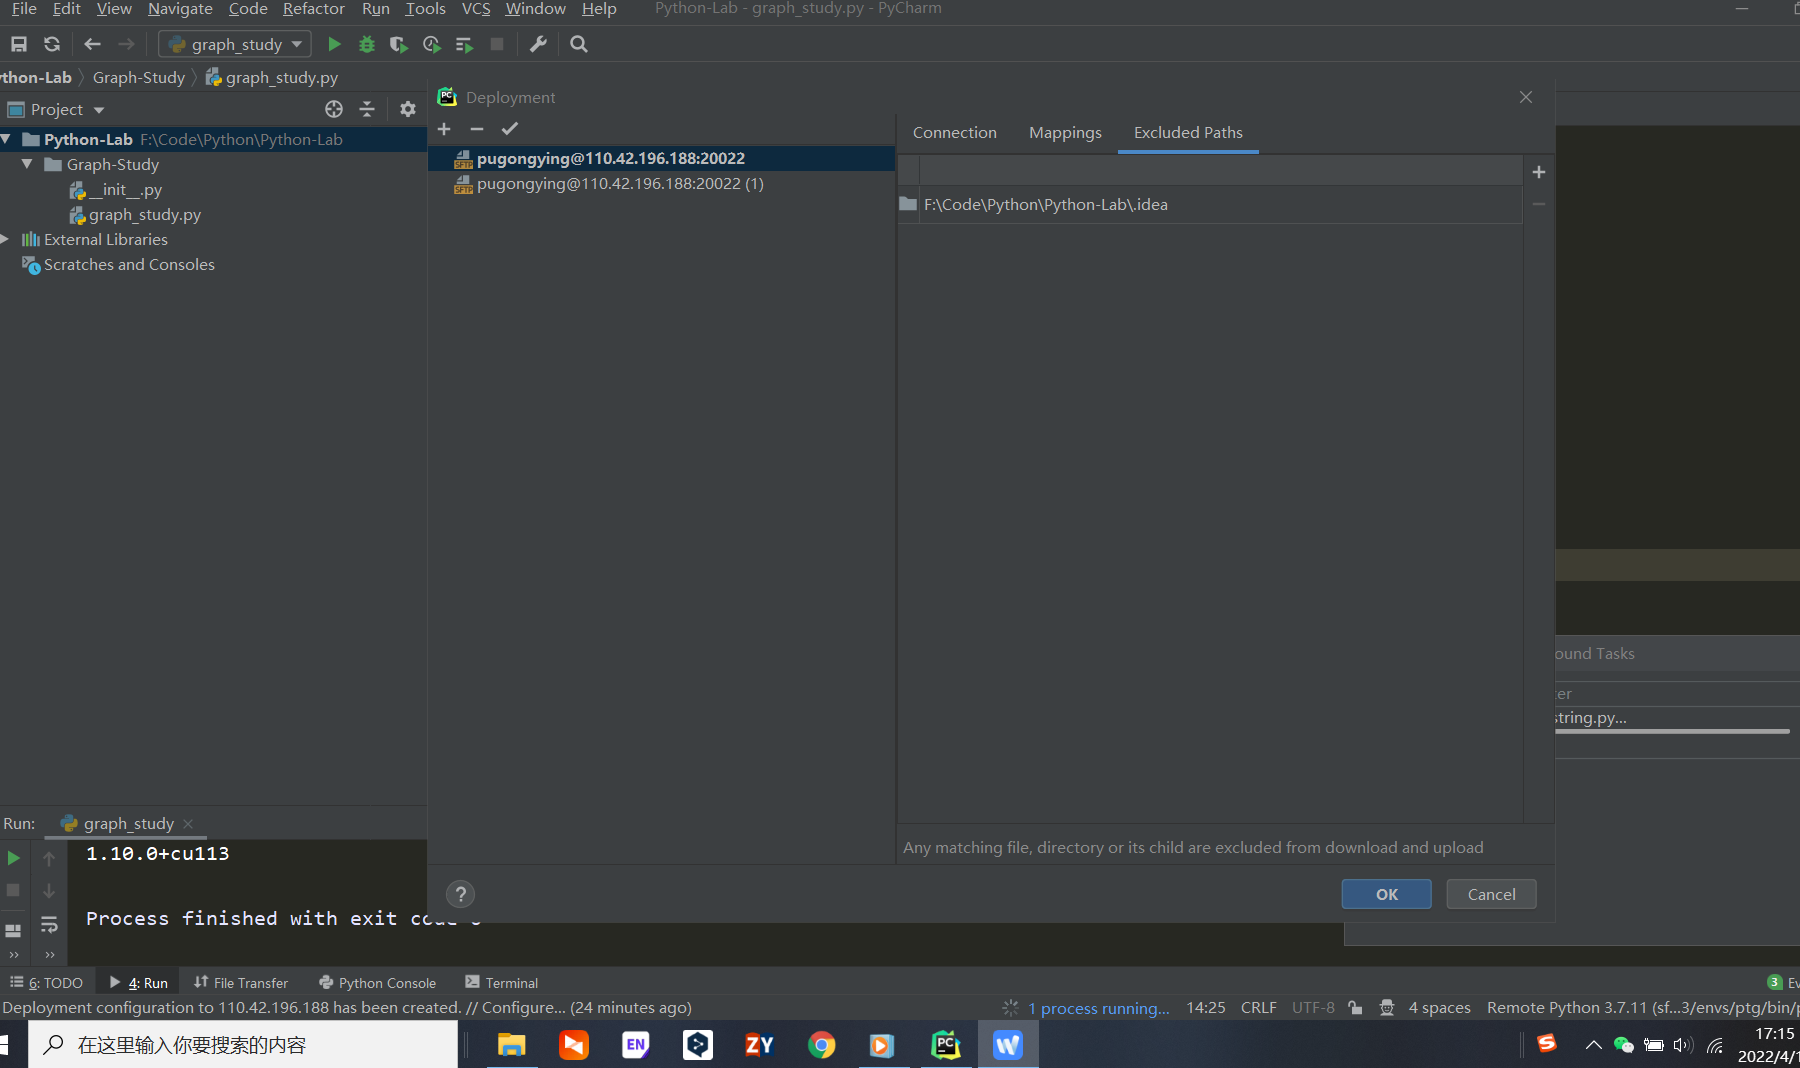 File Edit View Navigate Code Refactor Run Tools VCS Window Help Python-Lab - graph_study.py - PyCharm
graph_study
thon-Lab Graph-Study graph_study.py
Project
Python-Lab F:\Code\Python\Python-Lab
Graph-Study
__init__.py
graph_study.py
External Libraries
Scratches and Consoles
Deployment
pugongying@110.42.196.188:20022
pugongying@110.42.196.188:20022 (1)
Connection Mappings Excluded Paths
F:\Code\Python\Python-Lab\.idea
Any matching file, directory or its child are excluded from download and upload
? OK Cancel
ound Tasks
ter
string.py...
Run: graph_study
1.10.0+cu113
Process finished with exit
6: TODO 4: Run File Transfer Python Console Terminal 3 Ev
Deployment configuration to 110.42.196.188 has been created. // Configure... (24 minutes ago) 1 process running... 14:25 CRLF UTF-8 4 spaces Remote Python 3.7.11 (sf...3/envs/ptg/bin/p
在这里输入你要搜索的内容
EN
ZY
PC
W
S
17:15
2022/4/1